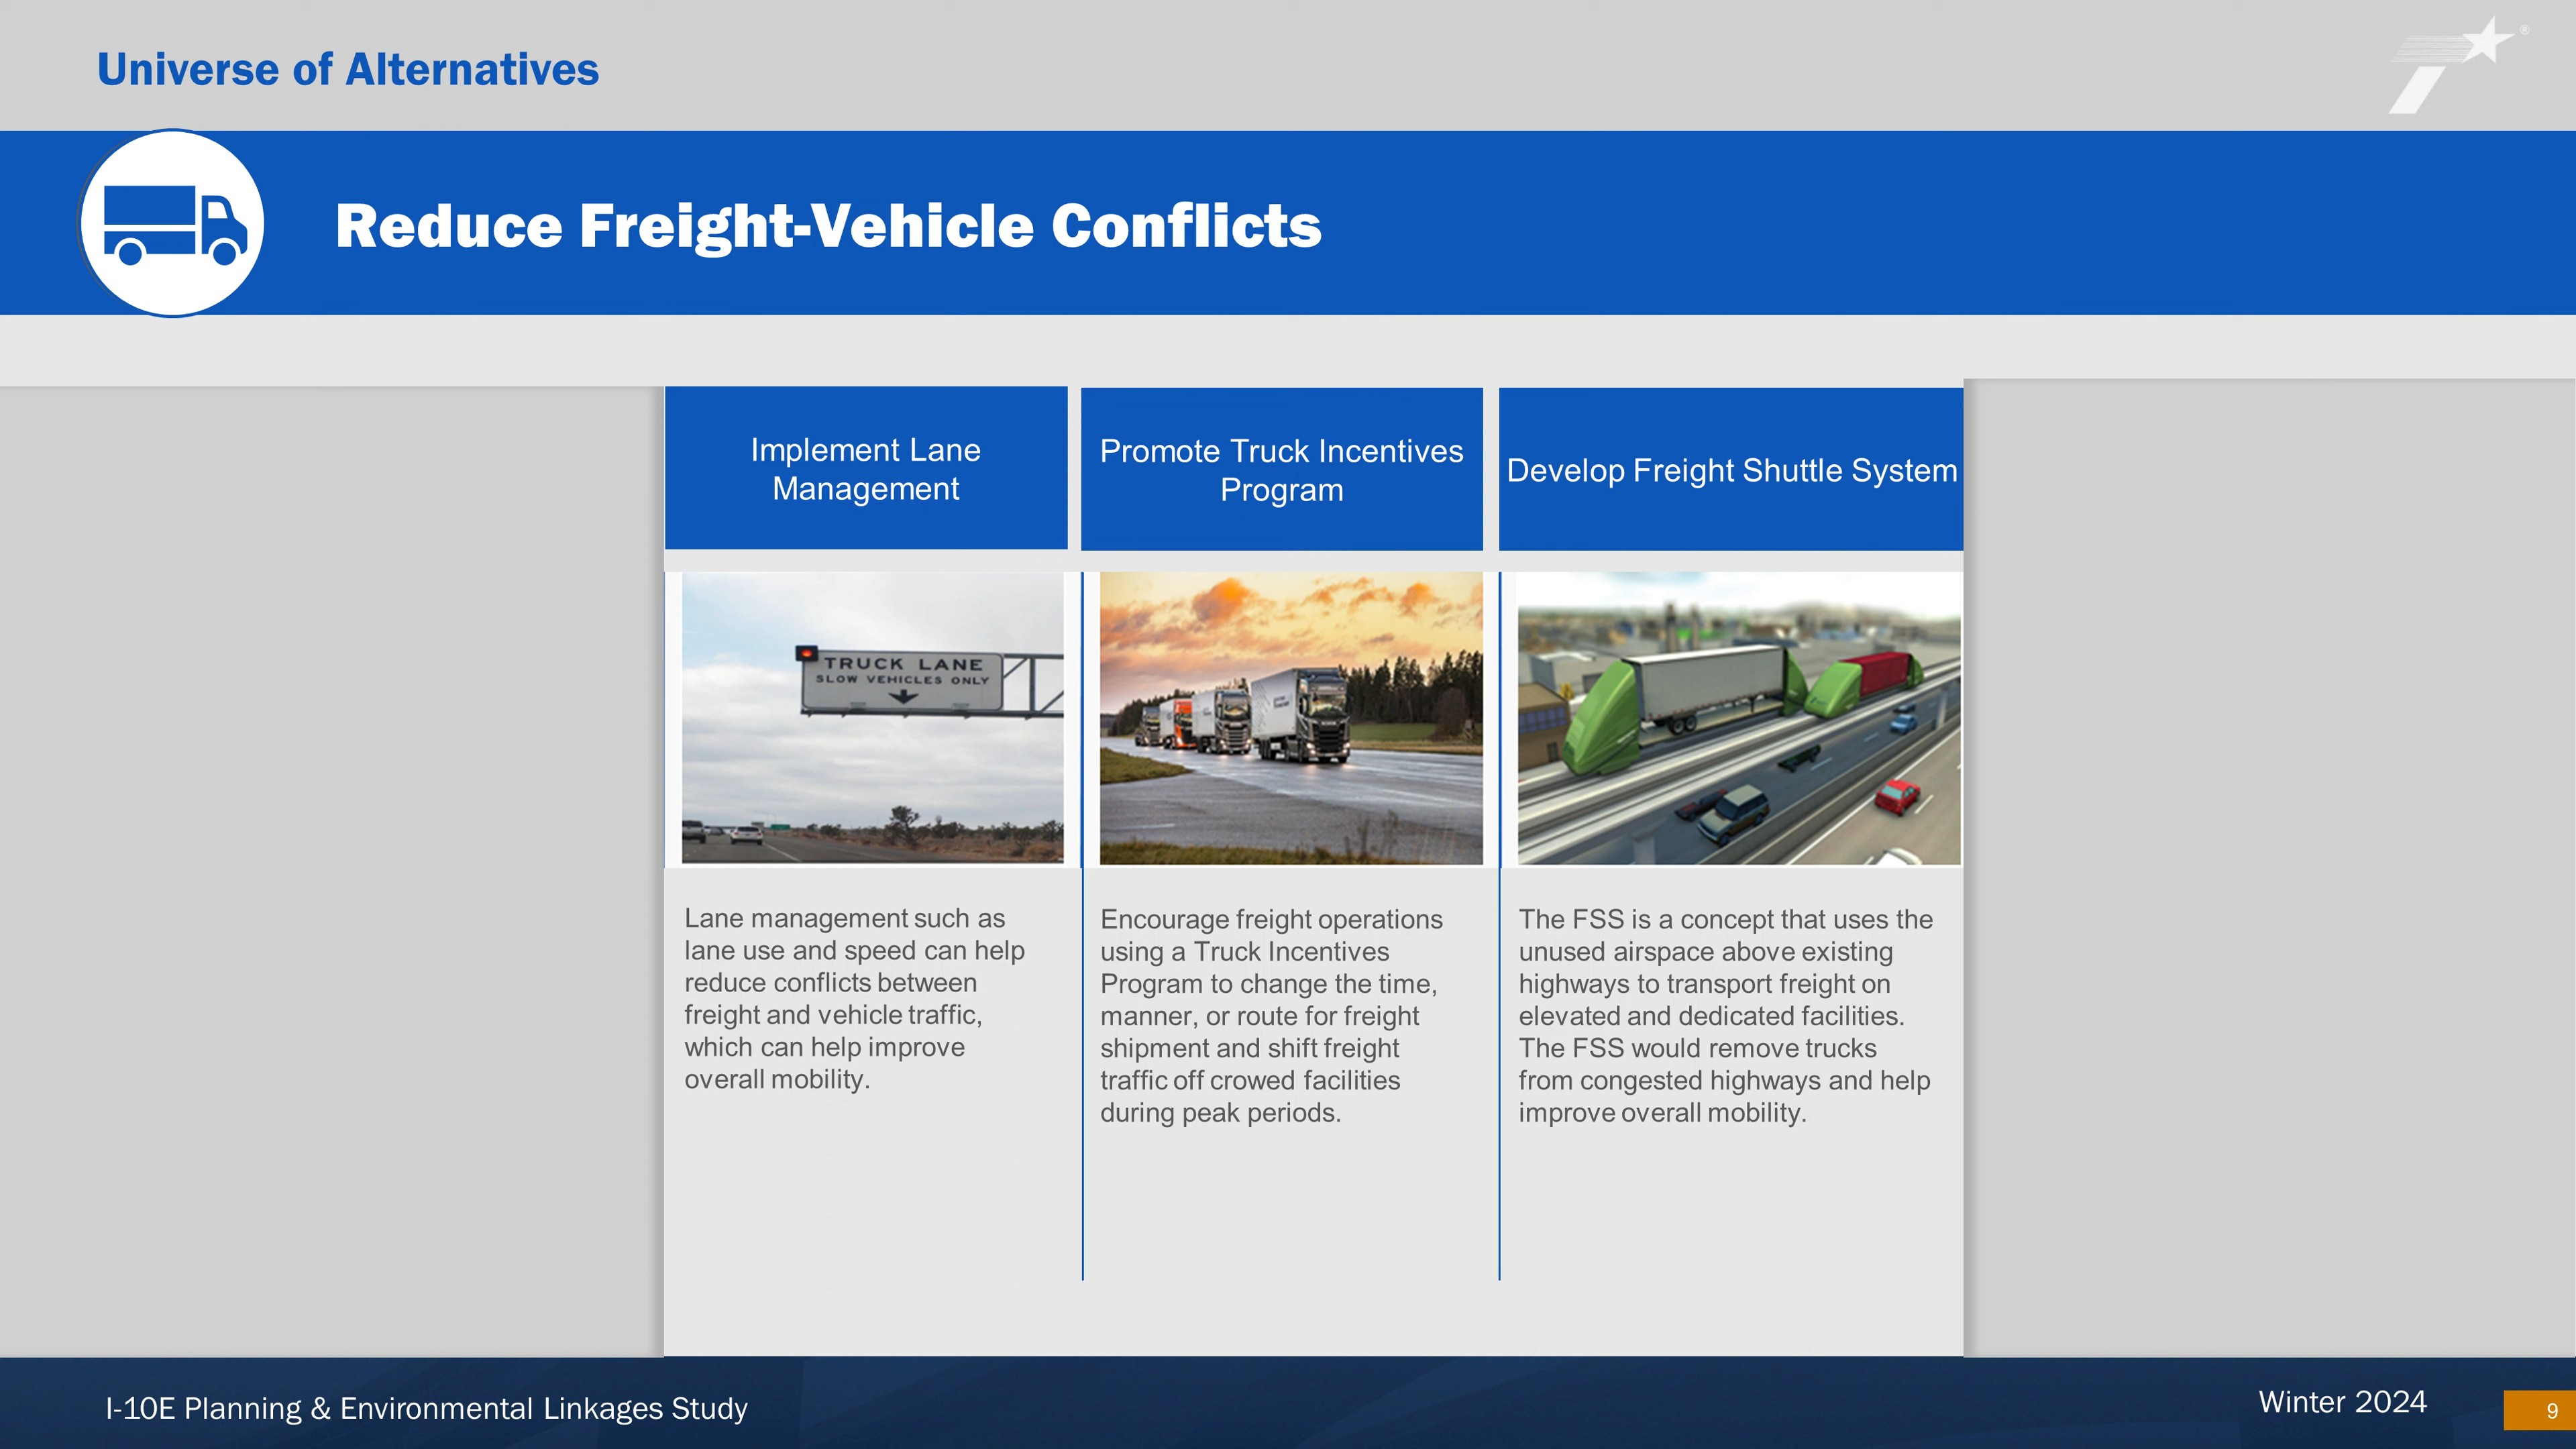 Universe of Alternatives
®
Reduce Freight-Vehicle Conflicts
Implement Lane
Management
TRUCK LANE
SLOW VEHICLES ONLY
Lane management such as
lane use and speed can help
reduce conflicts between
freight and vehicle traffic,
which can help improve
overall mobility.
Promote Truck Incentives
Program
Encourage freight operations
using a Truck Incentives
Program to change the time,
manner, or route for freight
shipment and shift freight
traffic off crowed facilities
during peak periods.
Develop Freight Shuttle System
The FSS is a concept that uses the
unused airspace above existing
highways to transport freight on
elevated and dedicated facilities.
The FSS would remove trucks
from congested highways and help
improve overall mobility.
I-10E Planning & Environmental Linkages Study
Winter 2024
9